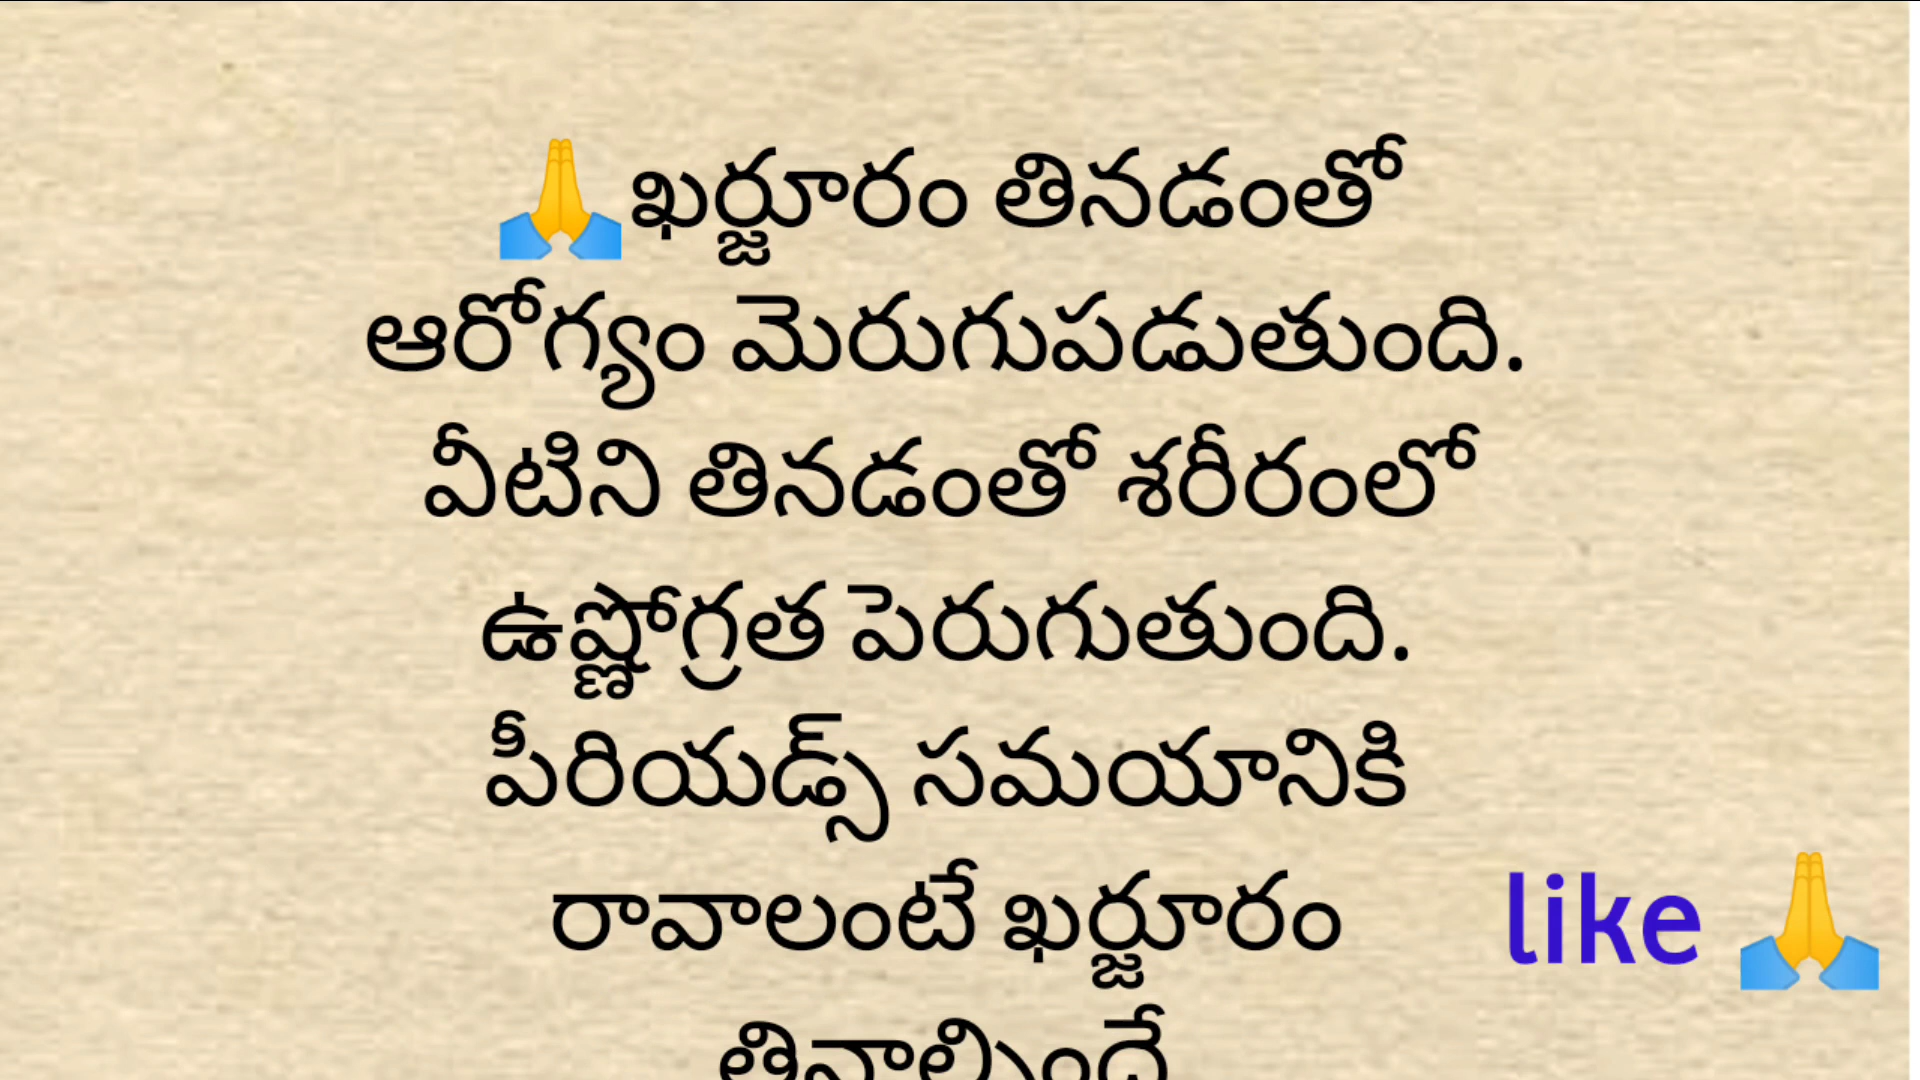 🙏ఖర్జూరం తినడంతో
ఆరోగ్యం మెరుగుపడుతుంది.
వీటిని తినడంతో శరీరంలో
ఉష్ణోగ్రత పెరుగుతుంది.
పీరియడ్స్ సమయానికి
రావాలంటే ఖర్జూరం
తినాల్సిందే
like 🙏